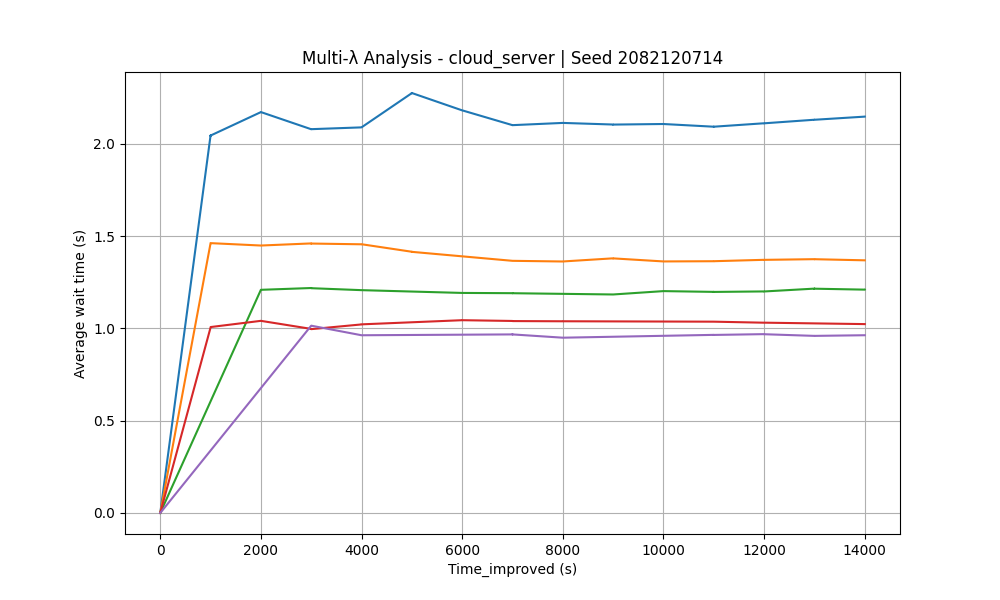 Multi-λ Analysis - cloud_server | Seed 2082120714
Average wait time (s)
2.0
1.5
1.0
0.5
0.0
0 2000 4000 6000 8000 10000 12000 14000
Time_improved (s)